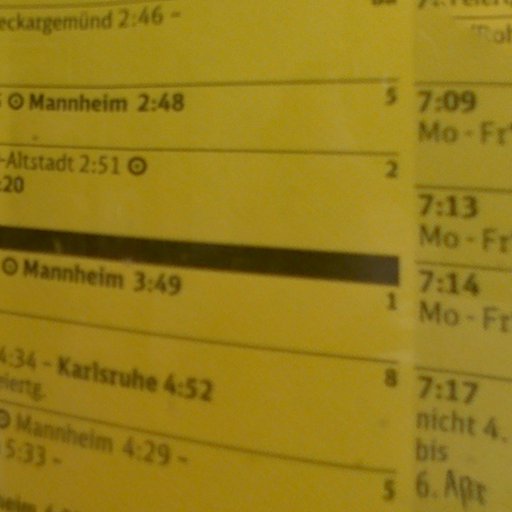 eckargemünd 2:46 –
Mannheim 2:48 5
-Altstadt 2:51 2
:20
Mannheim 3:49
1
4:34 – Karlsruhe 4:52 8
eiertg.
Mannheim 4:29 –
5:33 – 5
7:09
Mo - Fr
7:13
Mo - Fr
7:14
Mo - Fr
7:17
nicht 4.
bis
6. Apr